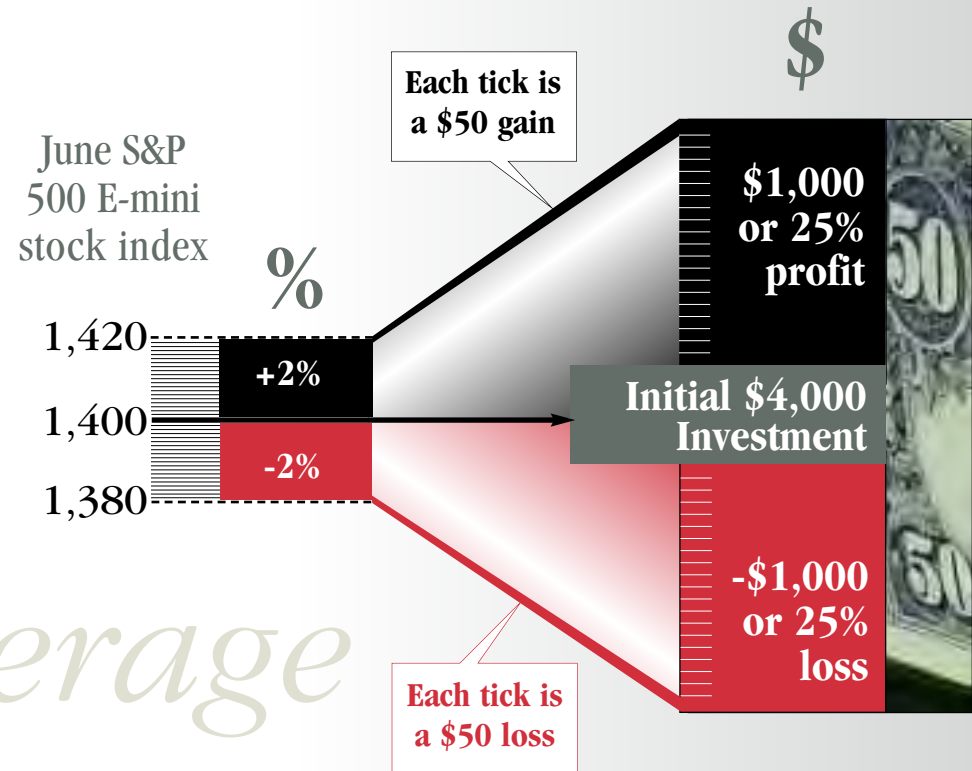 $
Each tick is
a $50 gain
June S&P
500 E-mini
stock index
%
$1,000
or 25%
profit
1,420
+2%
1,400
Initial $4,000
Investment
-2%
1,380
-$1,000
or 25%
loss
erage
Each tick is
a $50 loss
50
50